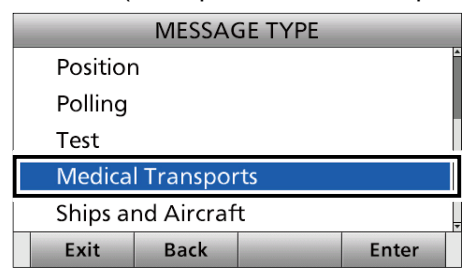 MESSAGE TYPE
Position
Polling
Test
Medical Transports
Ships and Aircraft
Exit Back Enter